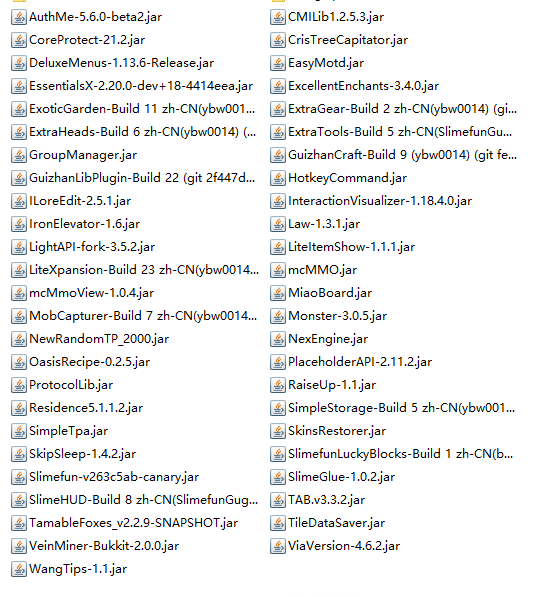 AuthMe-5.6.0-beta2.jar
CMILib1.2.5.3.jar
CoreProtect-21.2.jar
CrisTreeCapitator.jar
DeluxeMenus-1.13.6-Release.jar
EasyMotd.jar
EssentialsX-2.20.0-dev+18-4414eea.jar
ExcellentEnchants-3.4.0.jar
ExoticGarden-Build 11 zh-CN(ybw001...
ExtraGear-Build 2 zh-CN(ybw0014) (gi...
ExtraHeads-Build 6 zh-CN(ybw0014) (...
ExtraTools-Build 5 zh-CN(SlimefunGu...
GroupManager.jar
GuizhanCraft-Build 9 (ybw0014) (git fe...
GuizhanLibPlugin-Build 22 (git 2f447d...
HotkeyCommand.jar
ILoreEdit-2.5.1.jar
InteractionVisualizer-1.18.4.0.jar
IronElevator-1.6.jar
Law-1.3.1.jar
LightAPI-fork-3.5.2.jar
LiteItemShow-1.1.1.jar
LiteXpansion-Build 23 zh-CN(ybw0014...
mcMMO.jar
mcMmoView-1.0.4.jar
MiaoBoard.jar
MobCapturer-Build 7 zh-CN(ybw0014...
Monster-3.0.5.jar
NewRandomTP_2000.jar
NexEngine.jar
OasisRecipe-0.2.5.jar
PlaceholderAPI-2.11.2.jar
ProtocolLib.jar
RaiseUp-1.1.jar
Residence5.1.1.2.jar
SimpleStorage-Build 5 zh-CN(ybw001...
SimpleTpa.jar
SkinsRestorer.jar
SkipSleep-1.4.2.jar
SlimefunLuckyBlocks-Build 1 zh-CN(b...
Slimefun-v263c5ab-canary.jar
SlimeGlue-1.0.2.jar
SlimeHUD-Build 8 zh-CN(SlimefunGug...
TAB.v3.3.2.jar
TamableFoxes_v2.2.9-SNAPSHOT.jar
TileDataSaver.jar
VeinMiner-Bukkit-2.0.0.jar
ViaVersion-4.6.2.jar
WangTips-1.1.jar